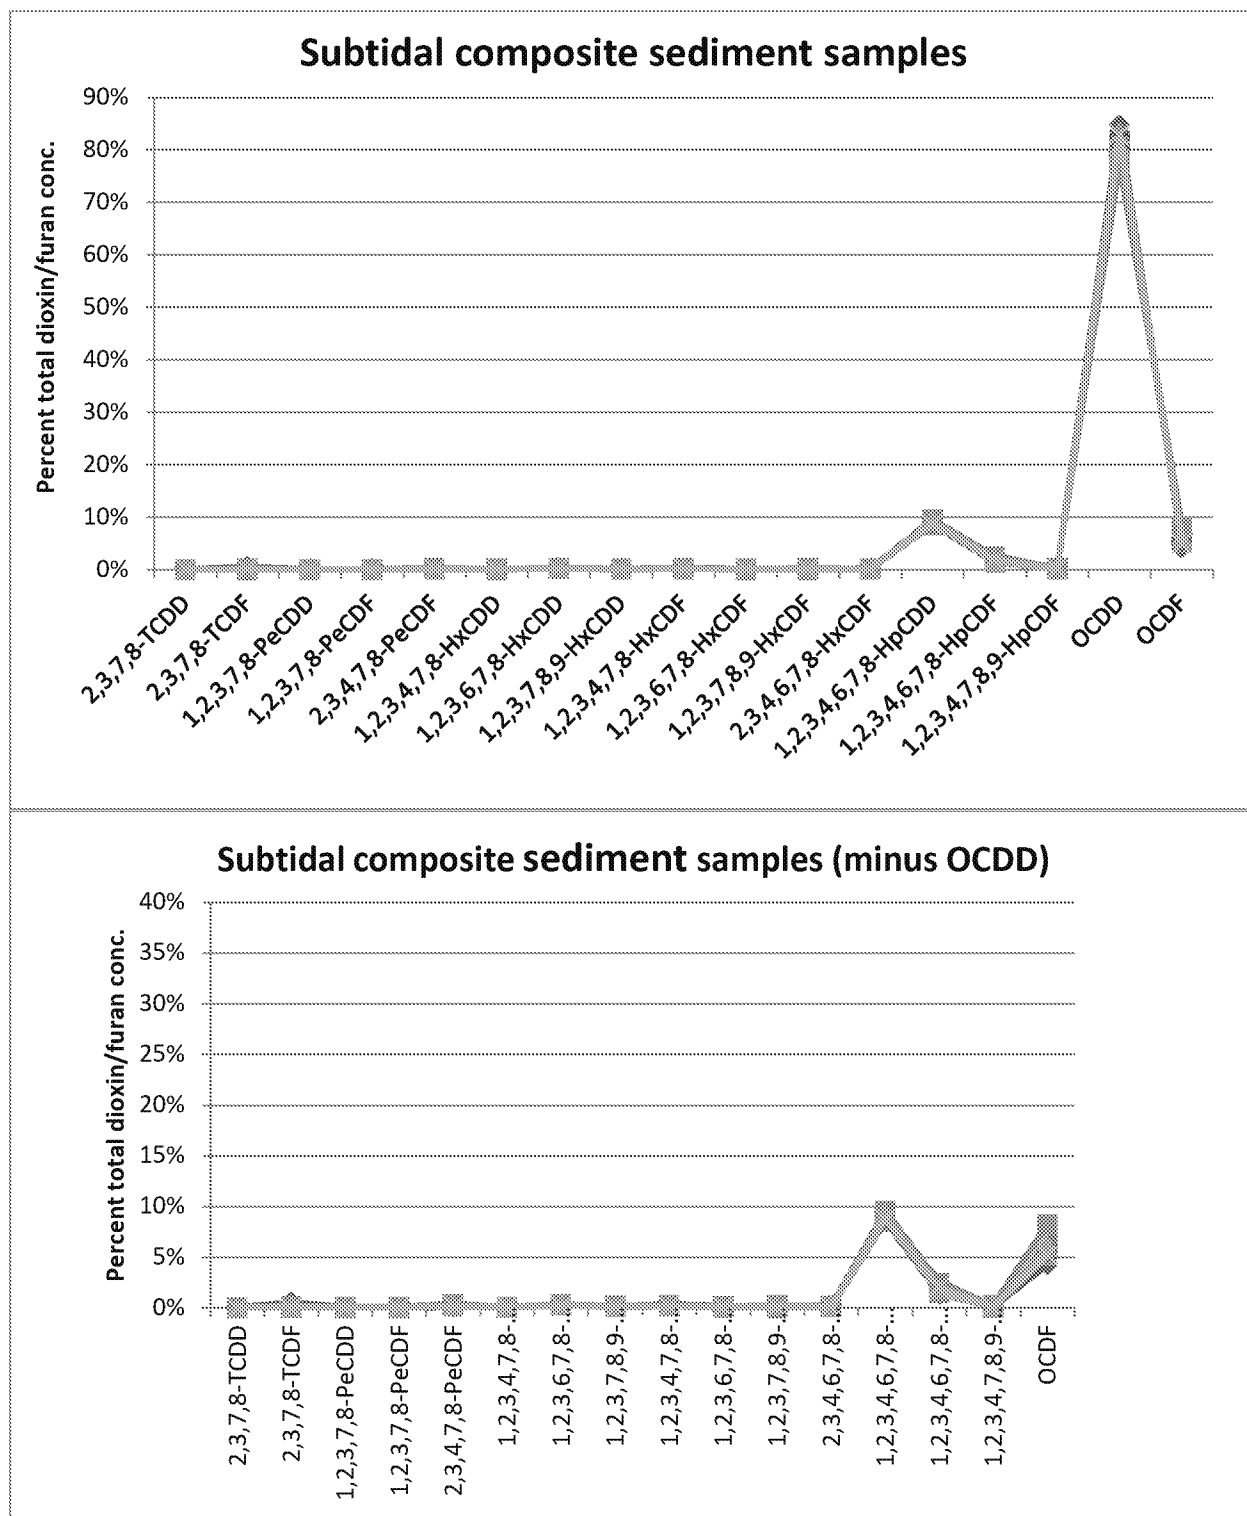 Subtidal composite sediment samples
Percent total dioxin/furan conc.
90%
80%
70%
60%
50%
40%
30%
20%
10%
0%
2,3,7,8-TCDD
2,3,7,8-TCDF
1,2,3,7,8-PeCDD
1,2,3,7,8-PeCDF
2,3,4,7,8-PeCDF
1,2,3,4,7,8-HxCDD
1,2,3,6,7,8-HxCDD
1,2,3,7,8,9-HxCDD
1,2,3,4,7,8-HxCDF
1,2,3,6,7,8-HxCDF
1,2,3,7,8,9-HxCDF
2,3,4,6,7,8-HxCDF
1,2,3,4,6,7,8-HpCDD
1,2,3,4,6,7,8-HpCDF
1,2,3,4,7,8,9-HpCDF
OCDD
OCDF
Subtidal composite sediment samples (minus OCDD)
Percent total dioxin/furan conc.
40%
35%
30%
25%
20%
15%
10%
5%
0%
2,3,7,8-TCDD
2,3,7,8-TCDF
1,2,3,7,8-PeCDD
1,2,3,7,8-PeCDF
2,3,4,7,8-PeCDF
1,2,3,4,7,8-...
1,2,3,6,7,8-...
1,2,3,7,8,9-...
1,2,3,4,7,8-...
1,2,3,6,7,8-...
1,2,3,7,8,9-...
2,3,4,6,7,8-...
1,2,3,4,6,7,8-...
1,2,3,4,6,7,8-...
1,2,3,4,7,8,9-...
OCDF